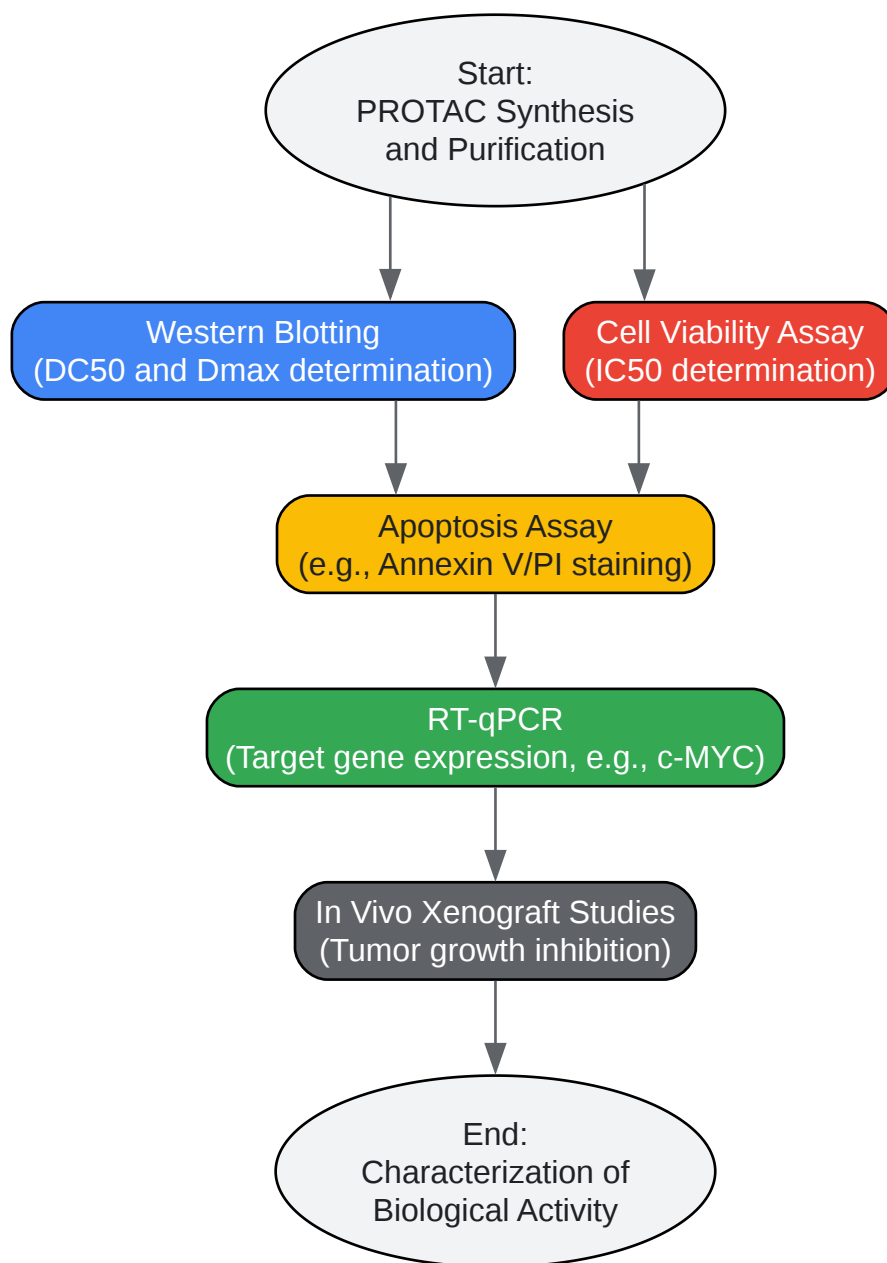 Start:
PROTAC Synthesis
and Purification
Western Blotting
(DC50 and Dmax determination)
Cell Viability Assay
(IC50 determination)
Apoptosis Assay
(e.g., Annexin V/PI staining)
RT-qPCR
(Target gene expression, e.g., c-MYC)
In Vivo Xenograft Studies
(Tumor growth inhibition)
End:
Characterization of
Biological Activity